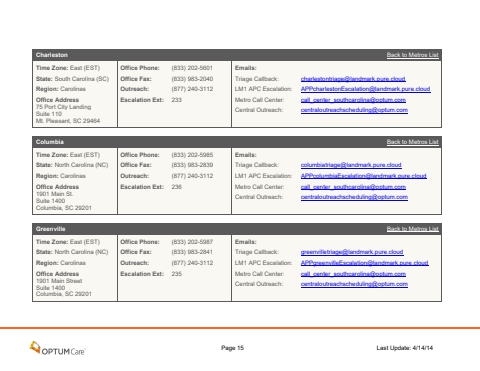 Charleston Back to Metros List
Time Zone: East (EST) Office Phone: (833) 202-5601 Emails:
State: South Carolina (SC) Office Fax: (833) 983-2040 Triage Callback: charlestontriage@landmark.pure.cloud
Region: Carolinas Outreach: (877) 240-3112 LM1 APC Escalation: APPcharlestonEscalation@landmark.pure.cloud
Office Address Escalation Ext: 233 Metro Call Center: call_center_southcarolina@optum.com
75 Port City Landing Central Outreach: centraloutreachscheduling@optum.com
Suite 110
Mt. Pleasant, SC 29464
Columbia Back to Metros List
Time Zone: East (EST) Office Phone: (833) 202-5985 Emails:
State: North Carolina (NC) Office Fax: (833) 983-2839 Triage Callback: columbiatriage@landmark.pure.cloud
Region: Carolinas Outreach: (877) 240-3112 LM1 APC Escalation: APPcolumbiaEscalation@landmark.pure.cloud
Office Address Escalation Ext: 236 Metro Call Center: call_center_southcarolina@optum.com
1901 Main St. Central Outreach: centraloutreachscheduling@optum.com
Suite 1400
Columbia, SC 29201
Greenville Back to Metros List
Time Zone: East (EST) Office Phone: (833) 202-5987 Emails:
State: North Carolina (NC) Office Fax: (833) 983-2841 Triage Callback: greenvilletriage@landmark.pure.cloud
Region: Carolinas Outreach: (877) 240-3112 LM1 APC Escalation: APPgreenvilleEscalation@landmark.pure.cloud
Office Address Escalation Ext: 235 Metro Call Center: call_center_southcarolina@optum.com
1901 Main Street Central Outreach: centraloutreachscheduling@optum.com
Suite 1400
Columbia, SC 29201
OPTUMCare Page 15 Last Update: 4/14/14